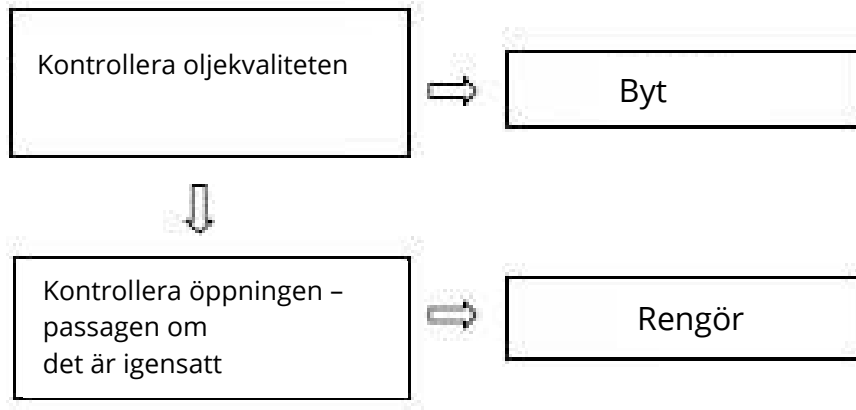 Kontrollera oljekvaliteten
Byt
Kontrollera öppningen –
passagen om
det är igensatt
Rengör